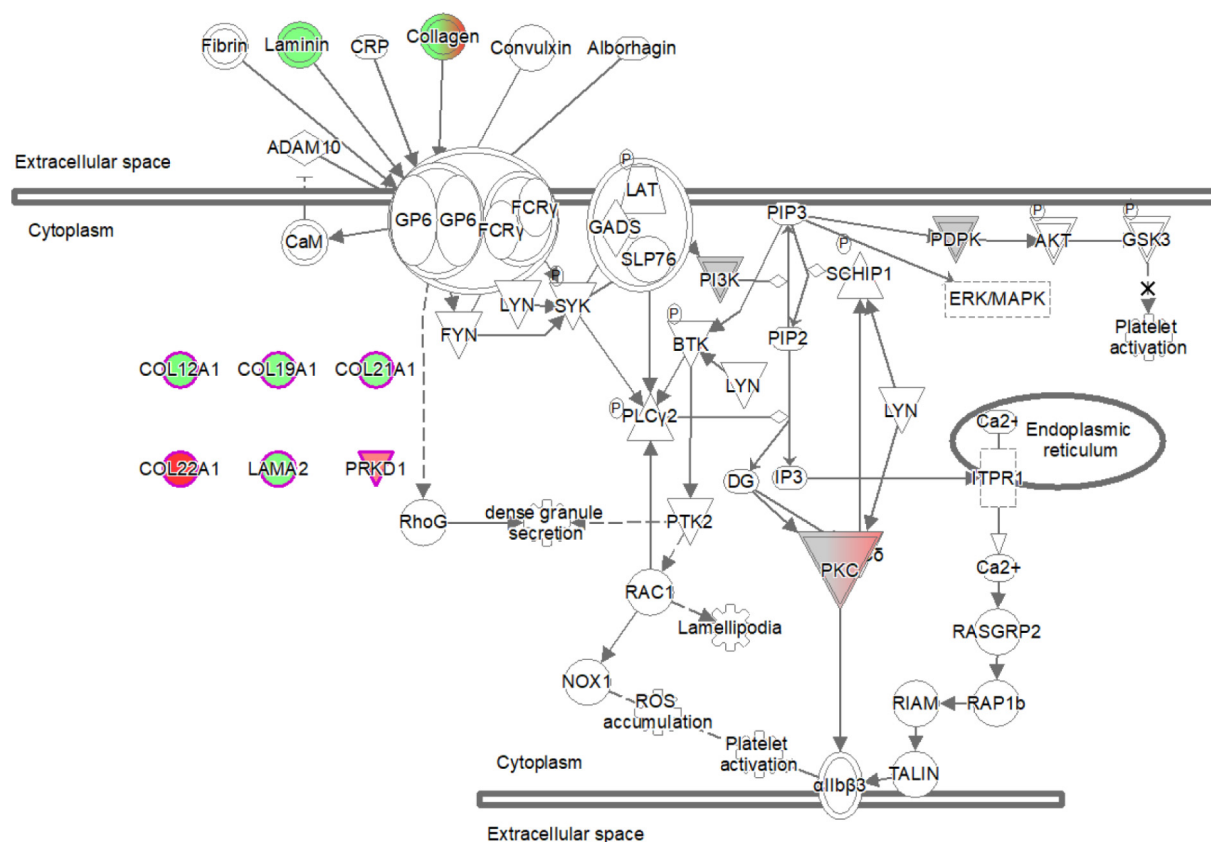 Fibrin
Laminin
CRP
Collagen
Convulxin
Alborhagin
ADAM10
Extracellular space
Cytoplasm
CaM
GP6
GP6
FCRγ
FCRγ
P
LAT
GADS
SLP76
PIP3
P
SCHIP1
PDPK
P
AKT
P
GSK3
PI3K
ERK/MAPK
Platelet
activation
LYN
P
SYK
FYN
P
BTK
PIP2
LYN
LYN
COL12A1
COL19A1
COL21A1
P
PLCγ2
Ca2+
Endoplasmic
reticulum
COL22A1
LAMA2
PRKD1
DG
IP3
ITPR1
RhoG
dense granule
secretion
PTK2
PKC
δ
Ca2+
RAC1
Lamellipodia
RASGRP2
NOX1
ROS
accumulation
RIAM
RAP1b
Platelet
activation
Cytoplasm
αIIbβ3
TALIN
Extracellular space